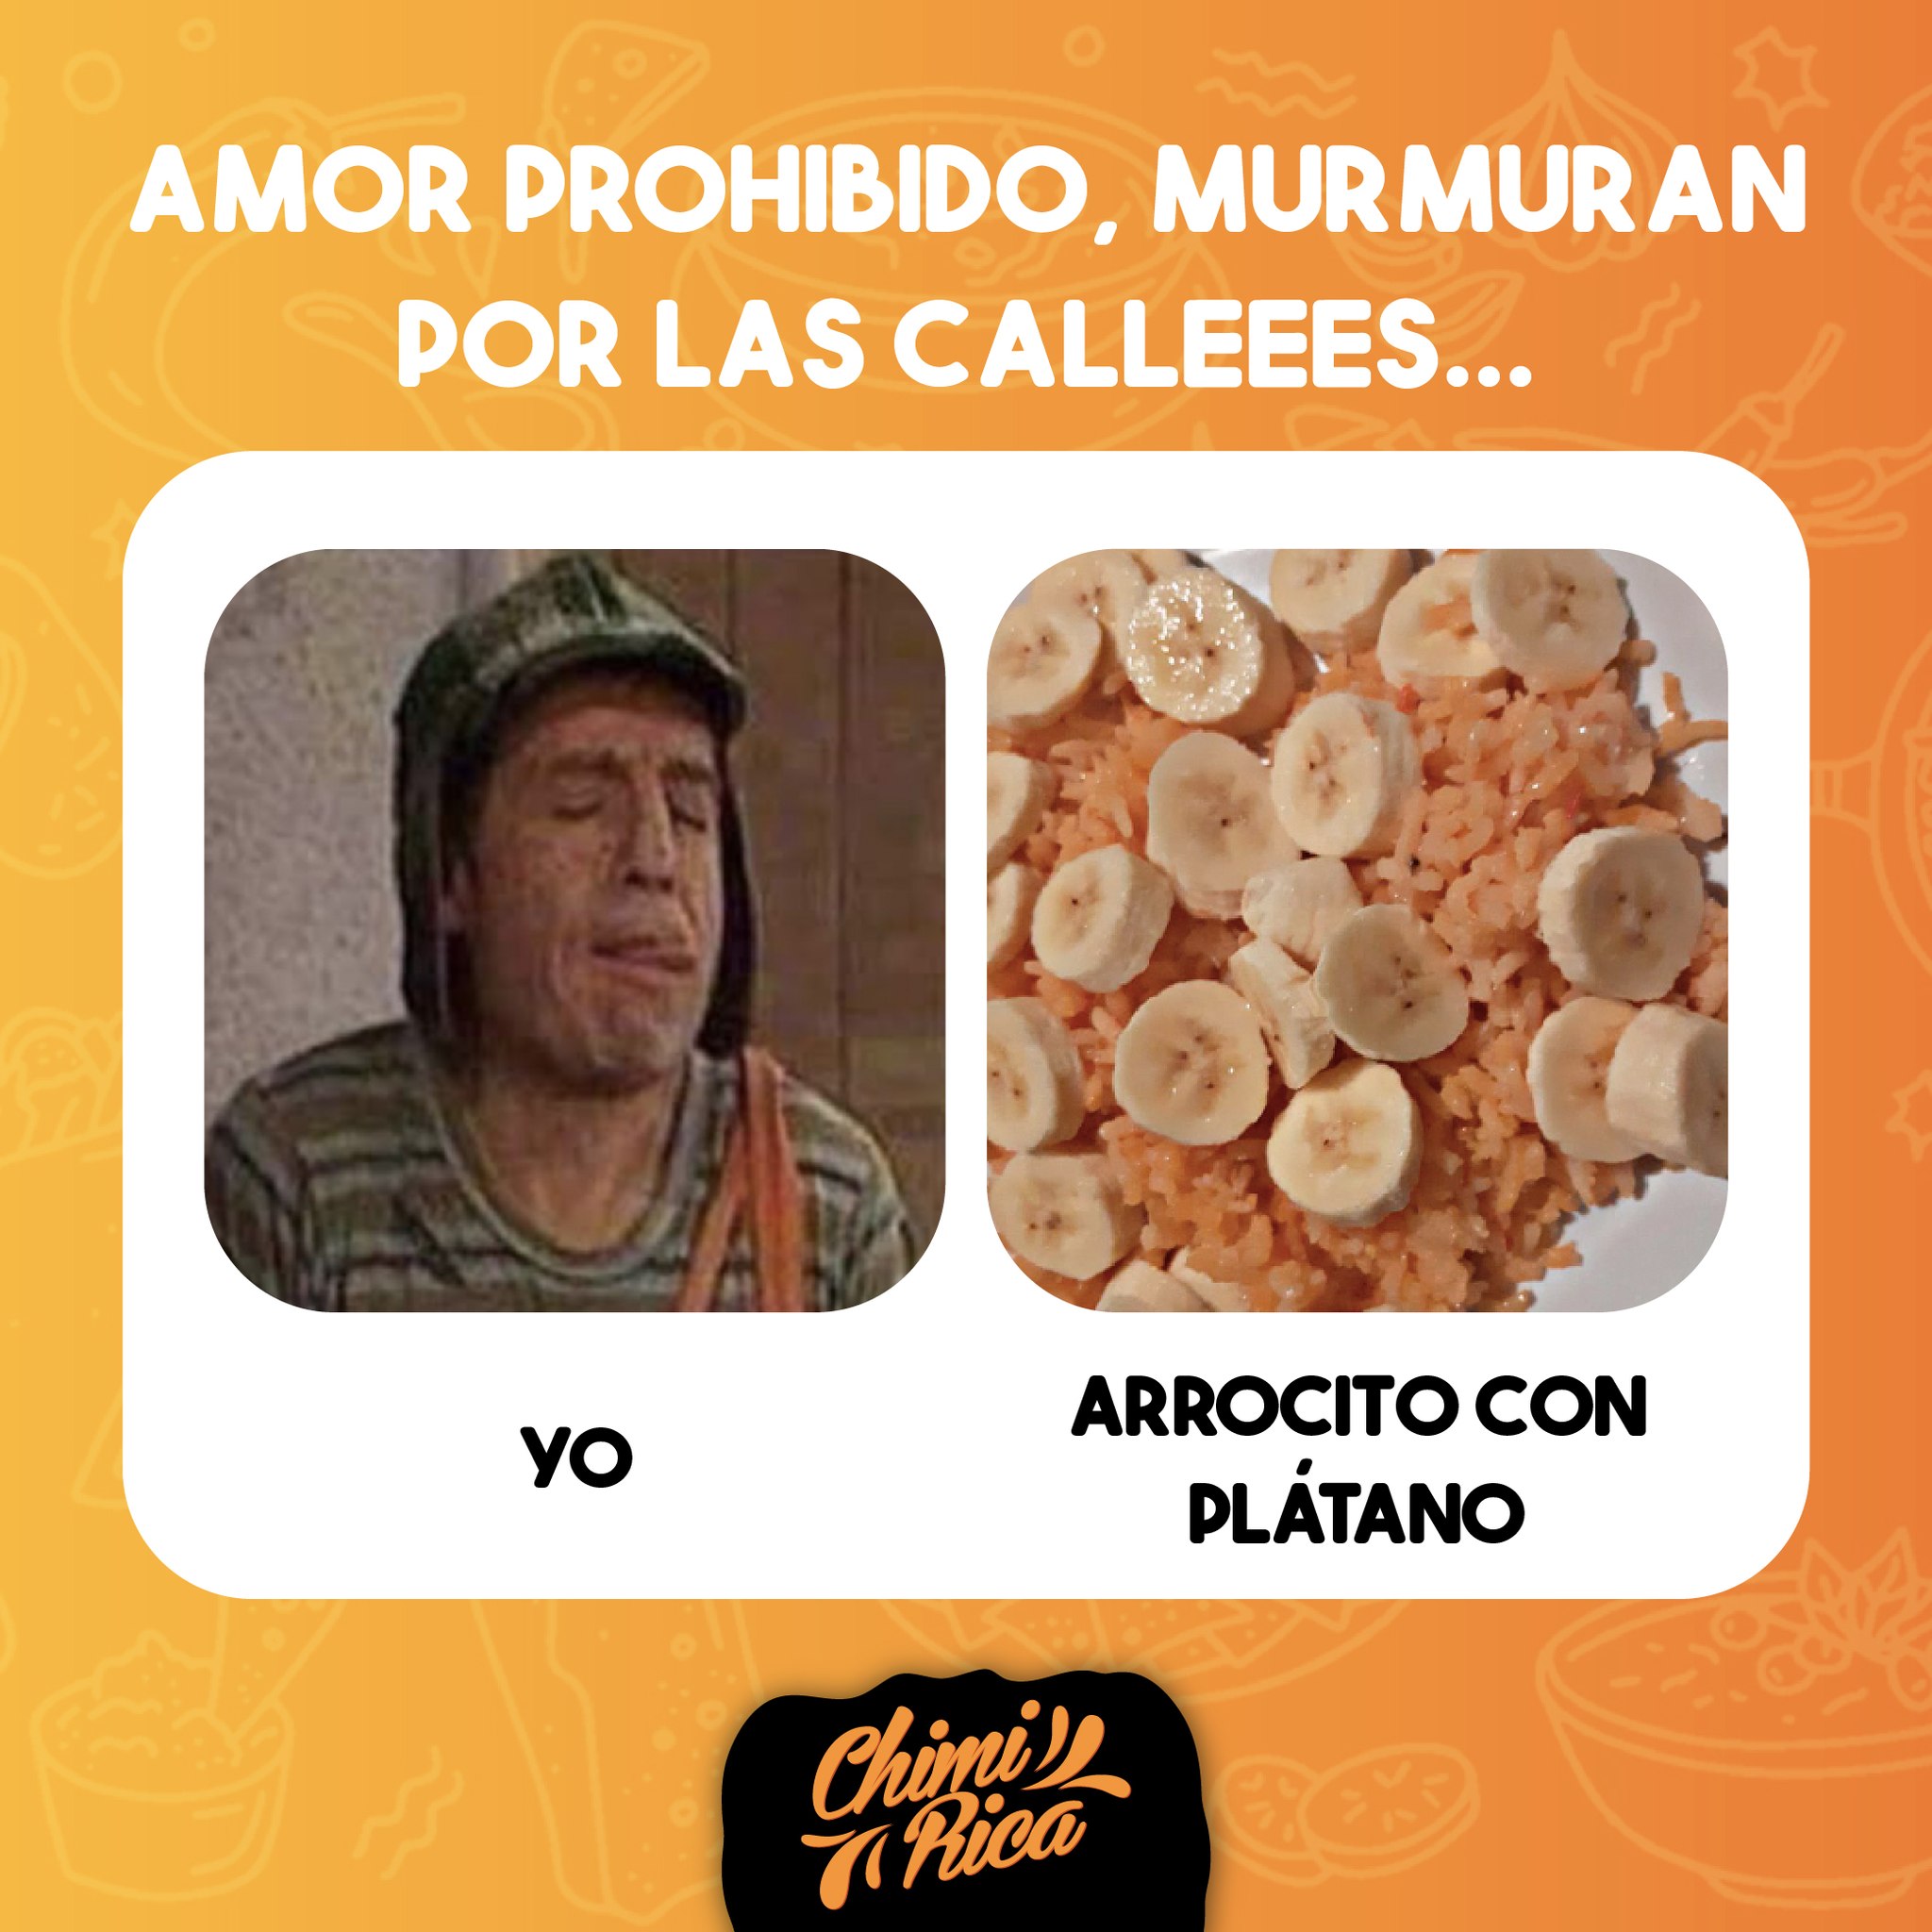 AMOR PROHIBIDO, MURMURAN
POR LAS CALLEEES...
YO
ARROCITO CON
PLÁTANO
Chimi
Rica